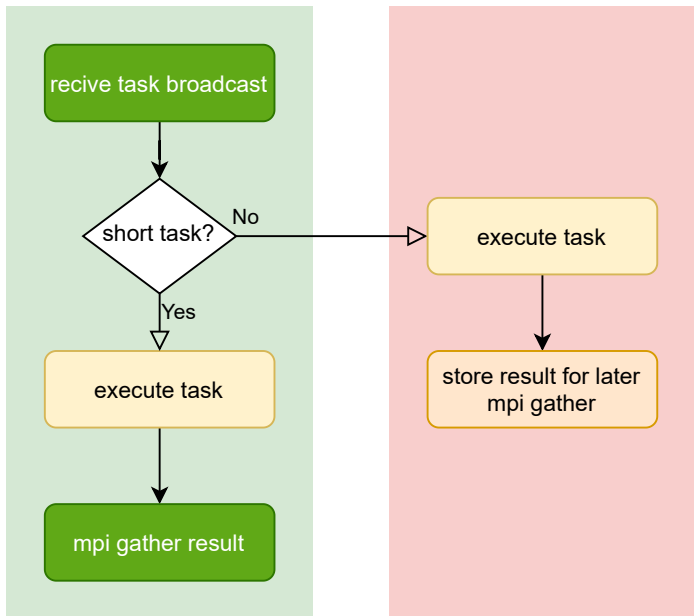 recive task broadcast
short task?
No
Yes
execute task
mpi gather result
execute task
store result for later
mpi gather